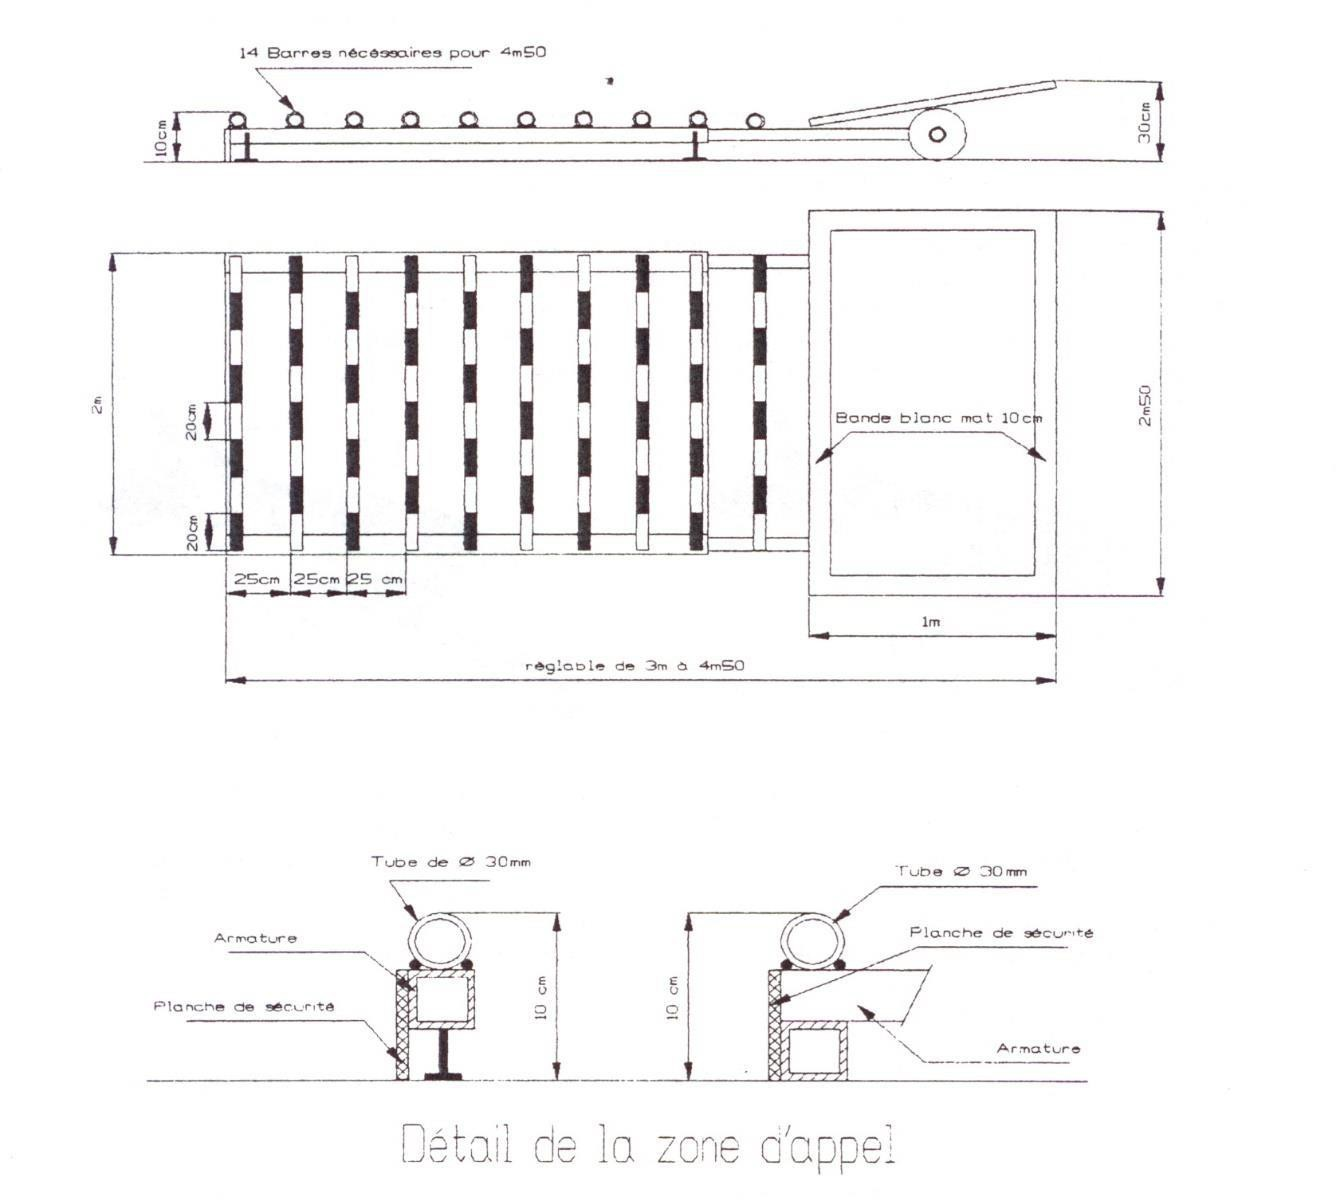 14 Barres nécéssaires pour 4m50
10cm
30cm
2m
20cm
20cm
Bande blanc mat 10cm
2m50
25cm
25cm
25 cm
1m
règlable de 3m à 4m50
Tube de Ø 30mm
Tube Ø 30mm
Armature
Planche de sécurité
Planche de sécurité
10 cm
10 cm
Armature
Détail de la zone d'appel